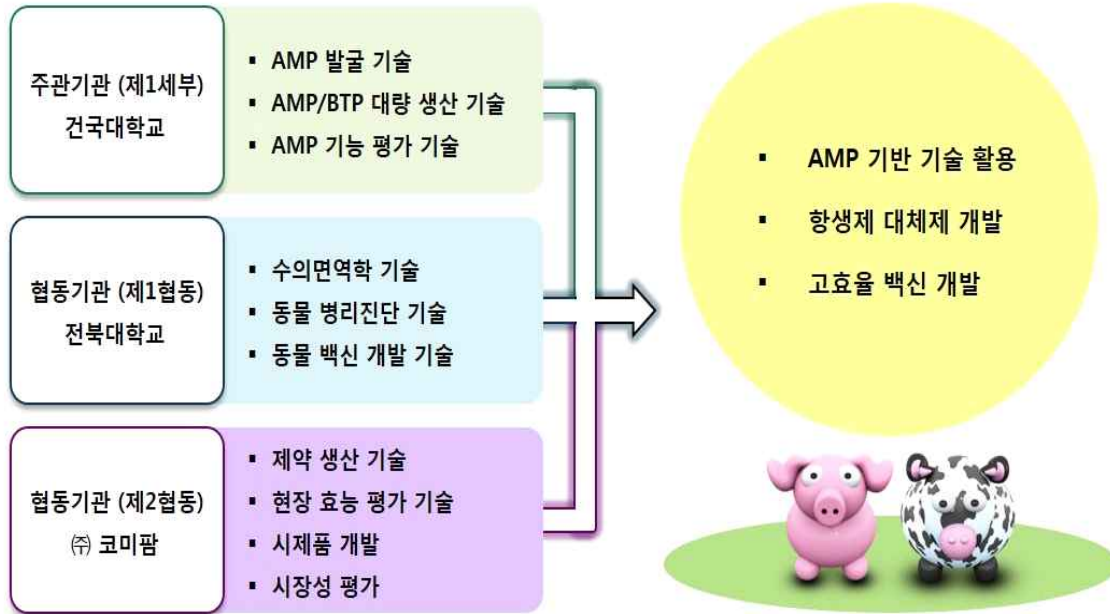 주관기관 (제1세부)
건국대학교
▪ AMP 발굴 기술
▪ AMP/BTP 대량 생산 기술
▪ AMP 기능 평가 기술
협동기관 (제1협동)
전북대학교
▪ 수의면역학 기술
▪ 동물 병리진단 기술
▪ 동물 백신 개발 기술
협동기관 (제2협동)
㈜ 코미팜
▪ 제약 생산 기술
▪ 현장 효능 평가 기술
▪ 시제품 개발
▪ 시장성 평가
▪ AMP 기반 기술 활용
▪ 항생제 대체제 개발
▪ 고효율 백신 개발